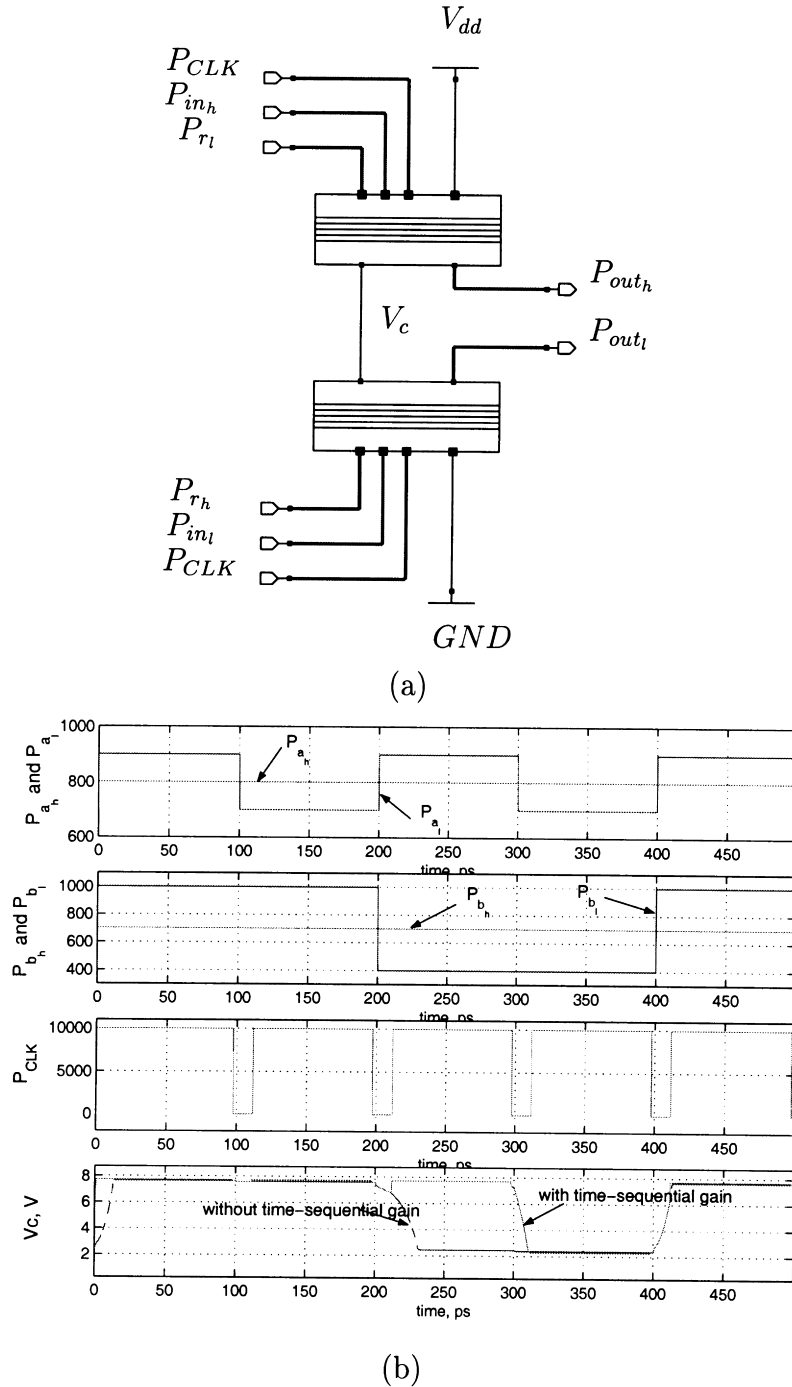 V_dd
P_CLK
P_in_h
P_r_l
P_out_h
V_c
P_out_l
P_r_h
P_in_l
P_CLK
GND
(a)
P_a_h and P_a_l
1000
800
600
P_a_h
P_a_l
0 50 100 150 200 250 300 350 400 450
time, ps
P_b_h and P_b_l
1000
800
600
400
P_b_h
P_b_l
0 50 100 150 200 250 300 350 400 450
time, ps
P_CLK
10000
5000
0
0 50 100 150 200 250 300 350 400 450
time, ps
Vc, V
8
6
4
2
without time-sequential gain
with time-sequential gain
0 50 100 150 200 250 300 350 400 450
time, ps
(b)